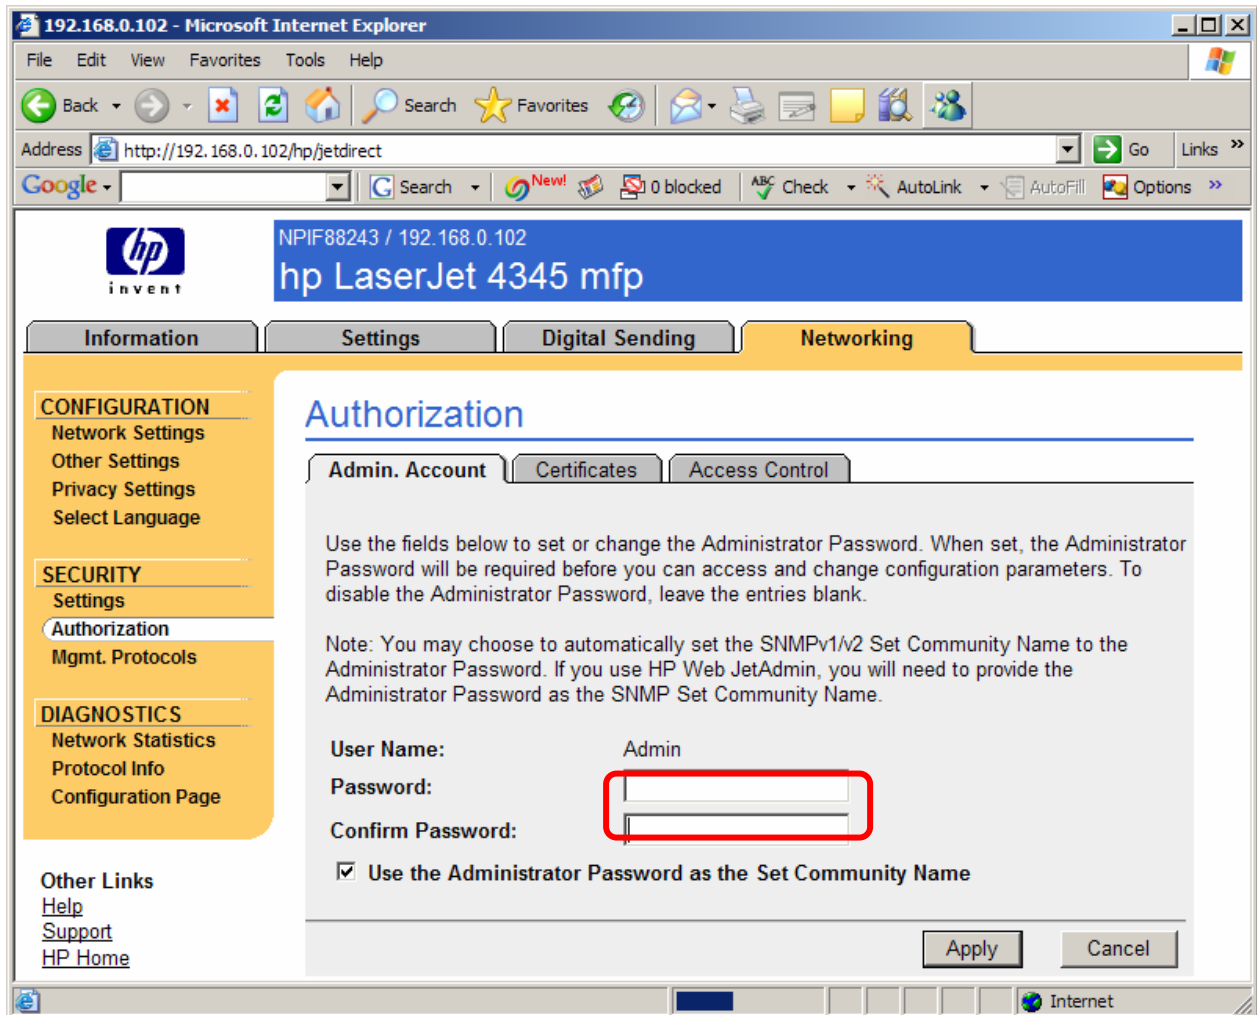 192.168.0.102 - Microsoft Internet Explorer
File Edit View Favorites Tools Help
Back Search Favorites
Address http://192.168.0.102/hp/jetdirect Go Links »
Google Search New! 0 blocked ABC Check AutoLink AutoFill Options »
hp
invent
NPIF88243 / 192.168.0.102
hp LaserJet 4345 mfp
Information Settings Digital Sending Networking
CONFIGURATION
Network Settings
Other Settings
Privacy Settings
Select Language
SECURITY
Settings
Authorization
Mgmt. Protocols
DIAGNOSTICS
Network Statistics
Protocol Info
Configuration Page
Other Links
Help
Support
HP Home
Authorization
Admin. Account Certificates Access Control
Use the fields below to set or change the Administrator Password. When set, the Administrator
Password will be required before you can access and change configuration parameters. To
disable the Administrator Password, leave the entries blank.
Note: You may choose to automatically set the SNMPv1/v2 Set Community Name to the
Administrator Password. If you use HP Web JetAdmin, you will need to provide the
Administrator Password as the SNMP Set Community Name.
User Name: Admin
Password:
Confirm Password:
Use the Administrator Password as the Set Community Name
Apply Cancel
Internet